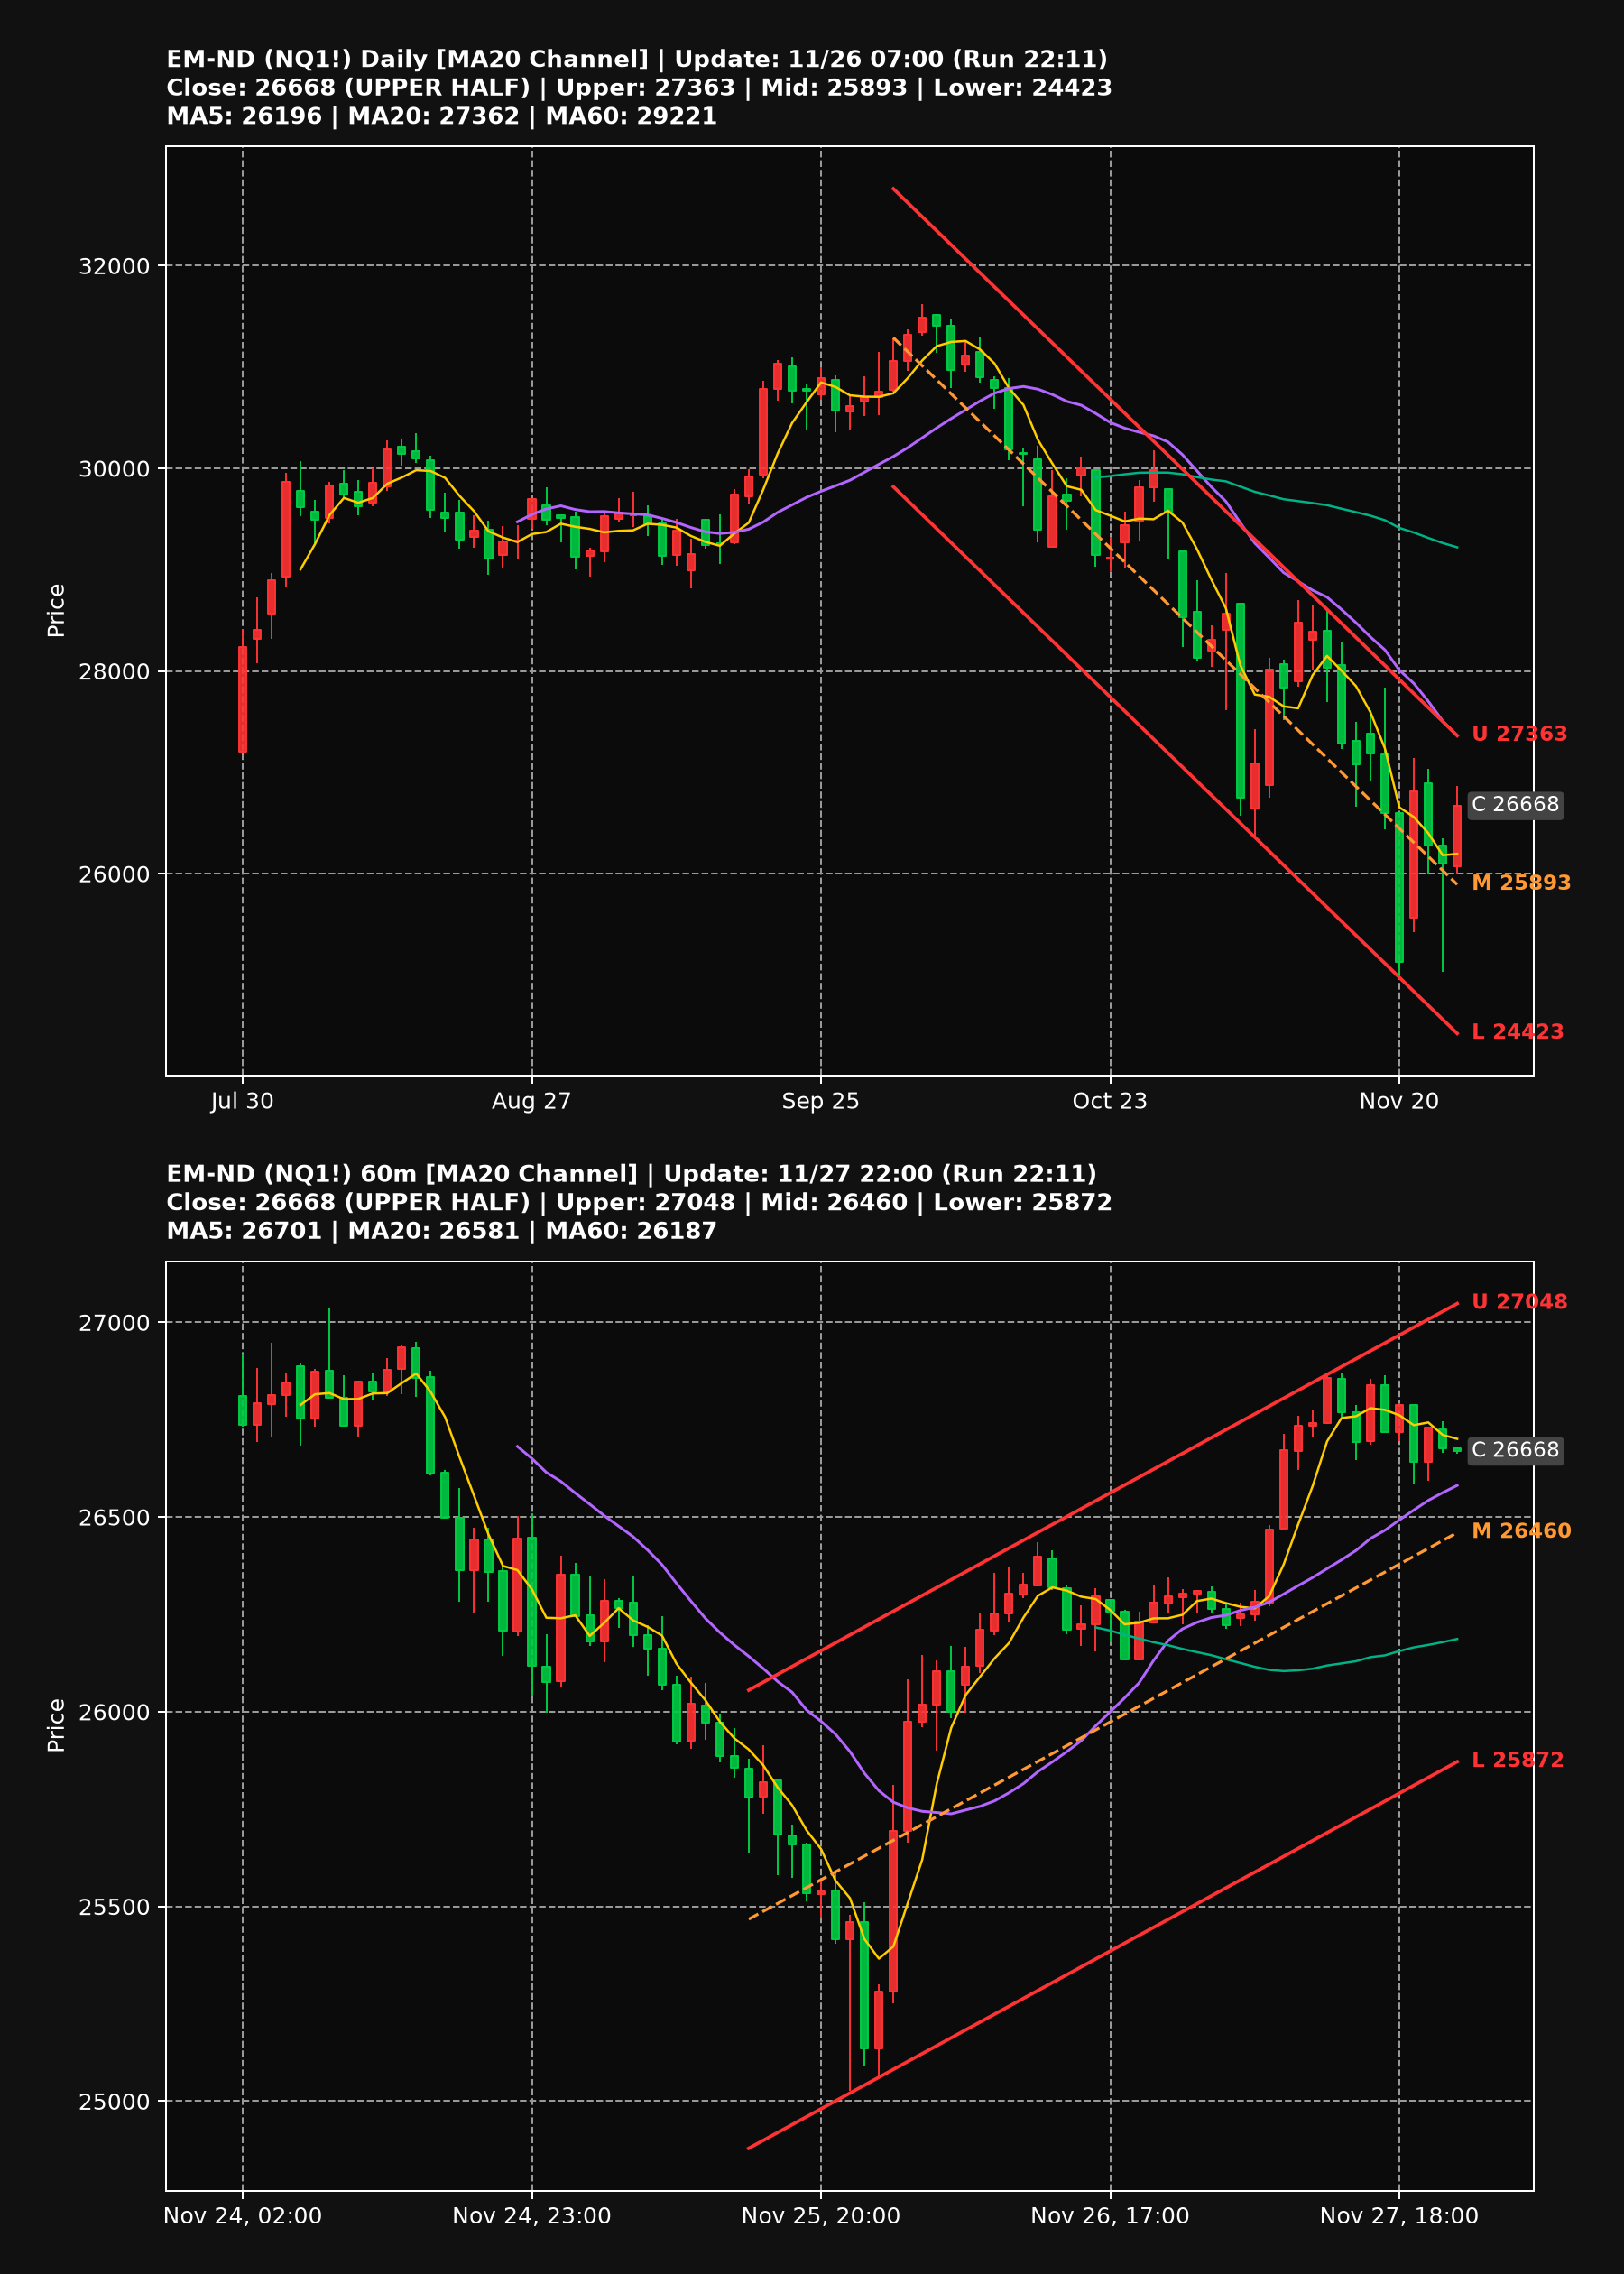 EM-ND (NQ1!) Daily [MA20 Channel] | Update: 11/26 07:00 (Run 22:11)
Close: 26668 (UPPER HALF) | Upper: 27363 | Mid: 25893 | Lower: 24423
MA5: 26196 | MA20: 27362 | MA60: 29221
Price
32000
30000
28000
26000
U 27363
C 26668
M 25893
L 24423
Jul 30
Aug 27
Sep 25
Oct 23
Nov 20
EM-ND (NQ1!) 60m [MA20 Channel] | Update: 11/27 22:00 (Run 22:11)
Close: 26668 (UPPER HALF) | Upper: 27048 | Mid: 26460 | Lower: 25872
MA5: 26701 | MA20: 26581 | MA60: 26187
Price
27000
26500
26000
25500
25000
U 27048
C 26668
M 26460
L 25872
Nov 24, 02:00
Nov 24, 23:00
Nov 25, 20:00
Nov 26, 17:00
Nov 27, 18:00